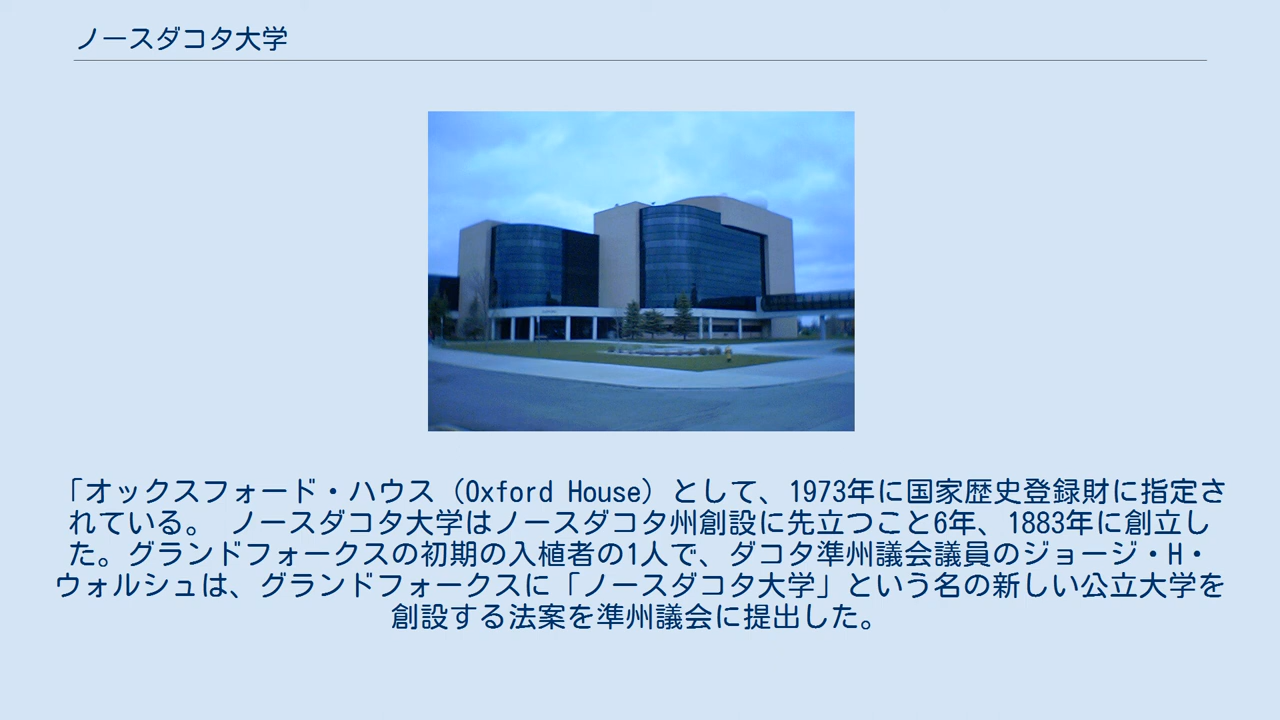 ノースダコタ大学
「オックスフォード・ハウス（Oxford House）として、1973年に国家歴史登録財に指定さ
れている。 ノースダコタ大学はノースダコタ州創設に先立つこと6年、1883年に創立し
た。グランドフォークスの初期の入植者の1人で、ダコタ準州議会議員のジョージ・H・
ウォルシュは、グランドフォークスに「ノースダコタ大学」という名の新しい公立大学を
創設する法案を準州議会に提出した。